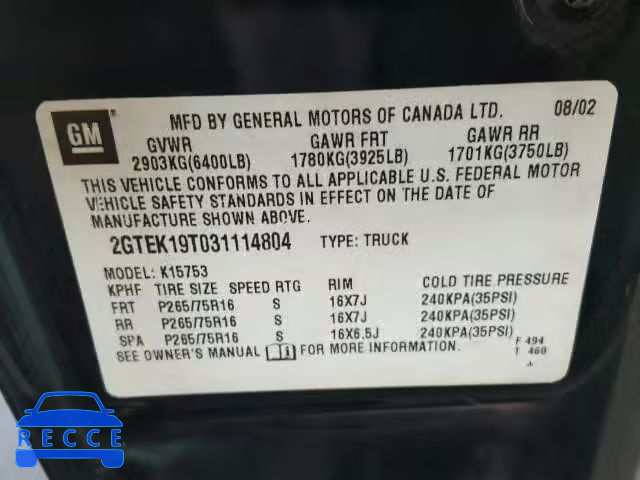 MFD BY GENERAL MOTORS OF CANADA LTD. 08/02
GM
GVWR GAWR FRT GAWR RR
2903KG(6400LB) 1780KG(3925LB) 1701KG(3750LB)
THIS VEHICLE CONFORMS TO ALL APPLICABLE U.S. FEDERAL MOTOR
VEHICLE SAFETY STANDARDS IN EFFECT ON THE DATE OF
MANUFACTURE SHOWN ABOVE.
2GTEK19T031114804 TYPE: TRUCK
MODEL: K15753
KPHF TIRE SIZE SPEED RTG RIM COLD TIRE PRESSURE
FRT P265/75R16 S 16X7J 240KPA(35PSI)
RR P265/75R16 S 16X7J 240KPA(35PSI)
SPA P265/75R16 S 16X6.5J 240KPA(35PSI)
SEE OWNER'S MANUAL FOR MORE INFORMATION.
F 494
T 460
RECCE